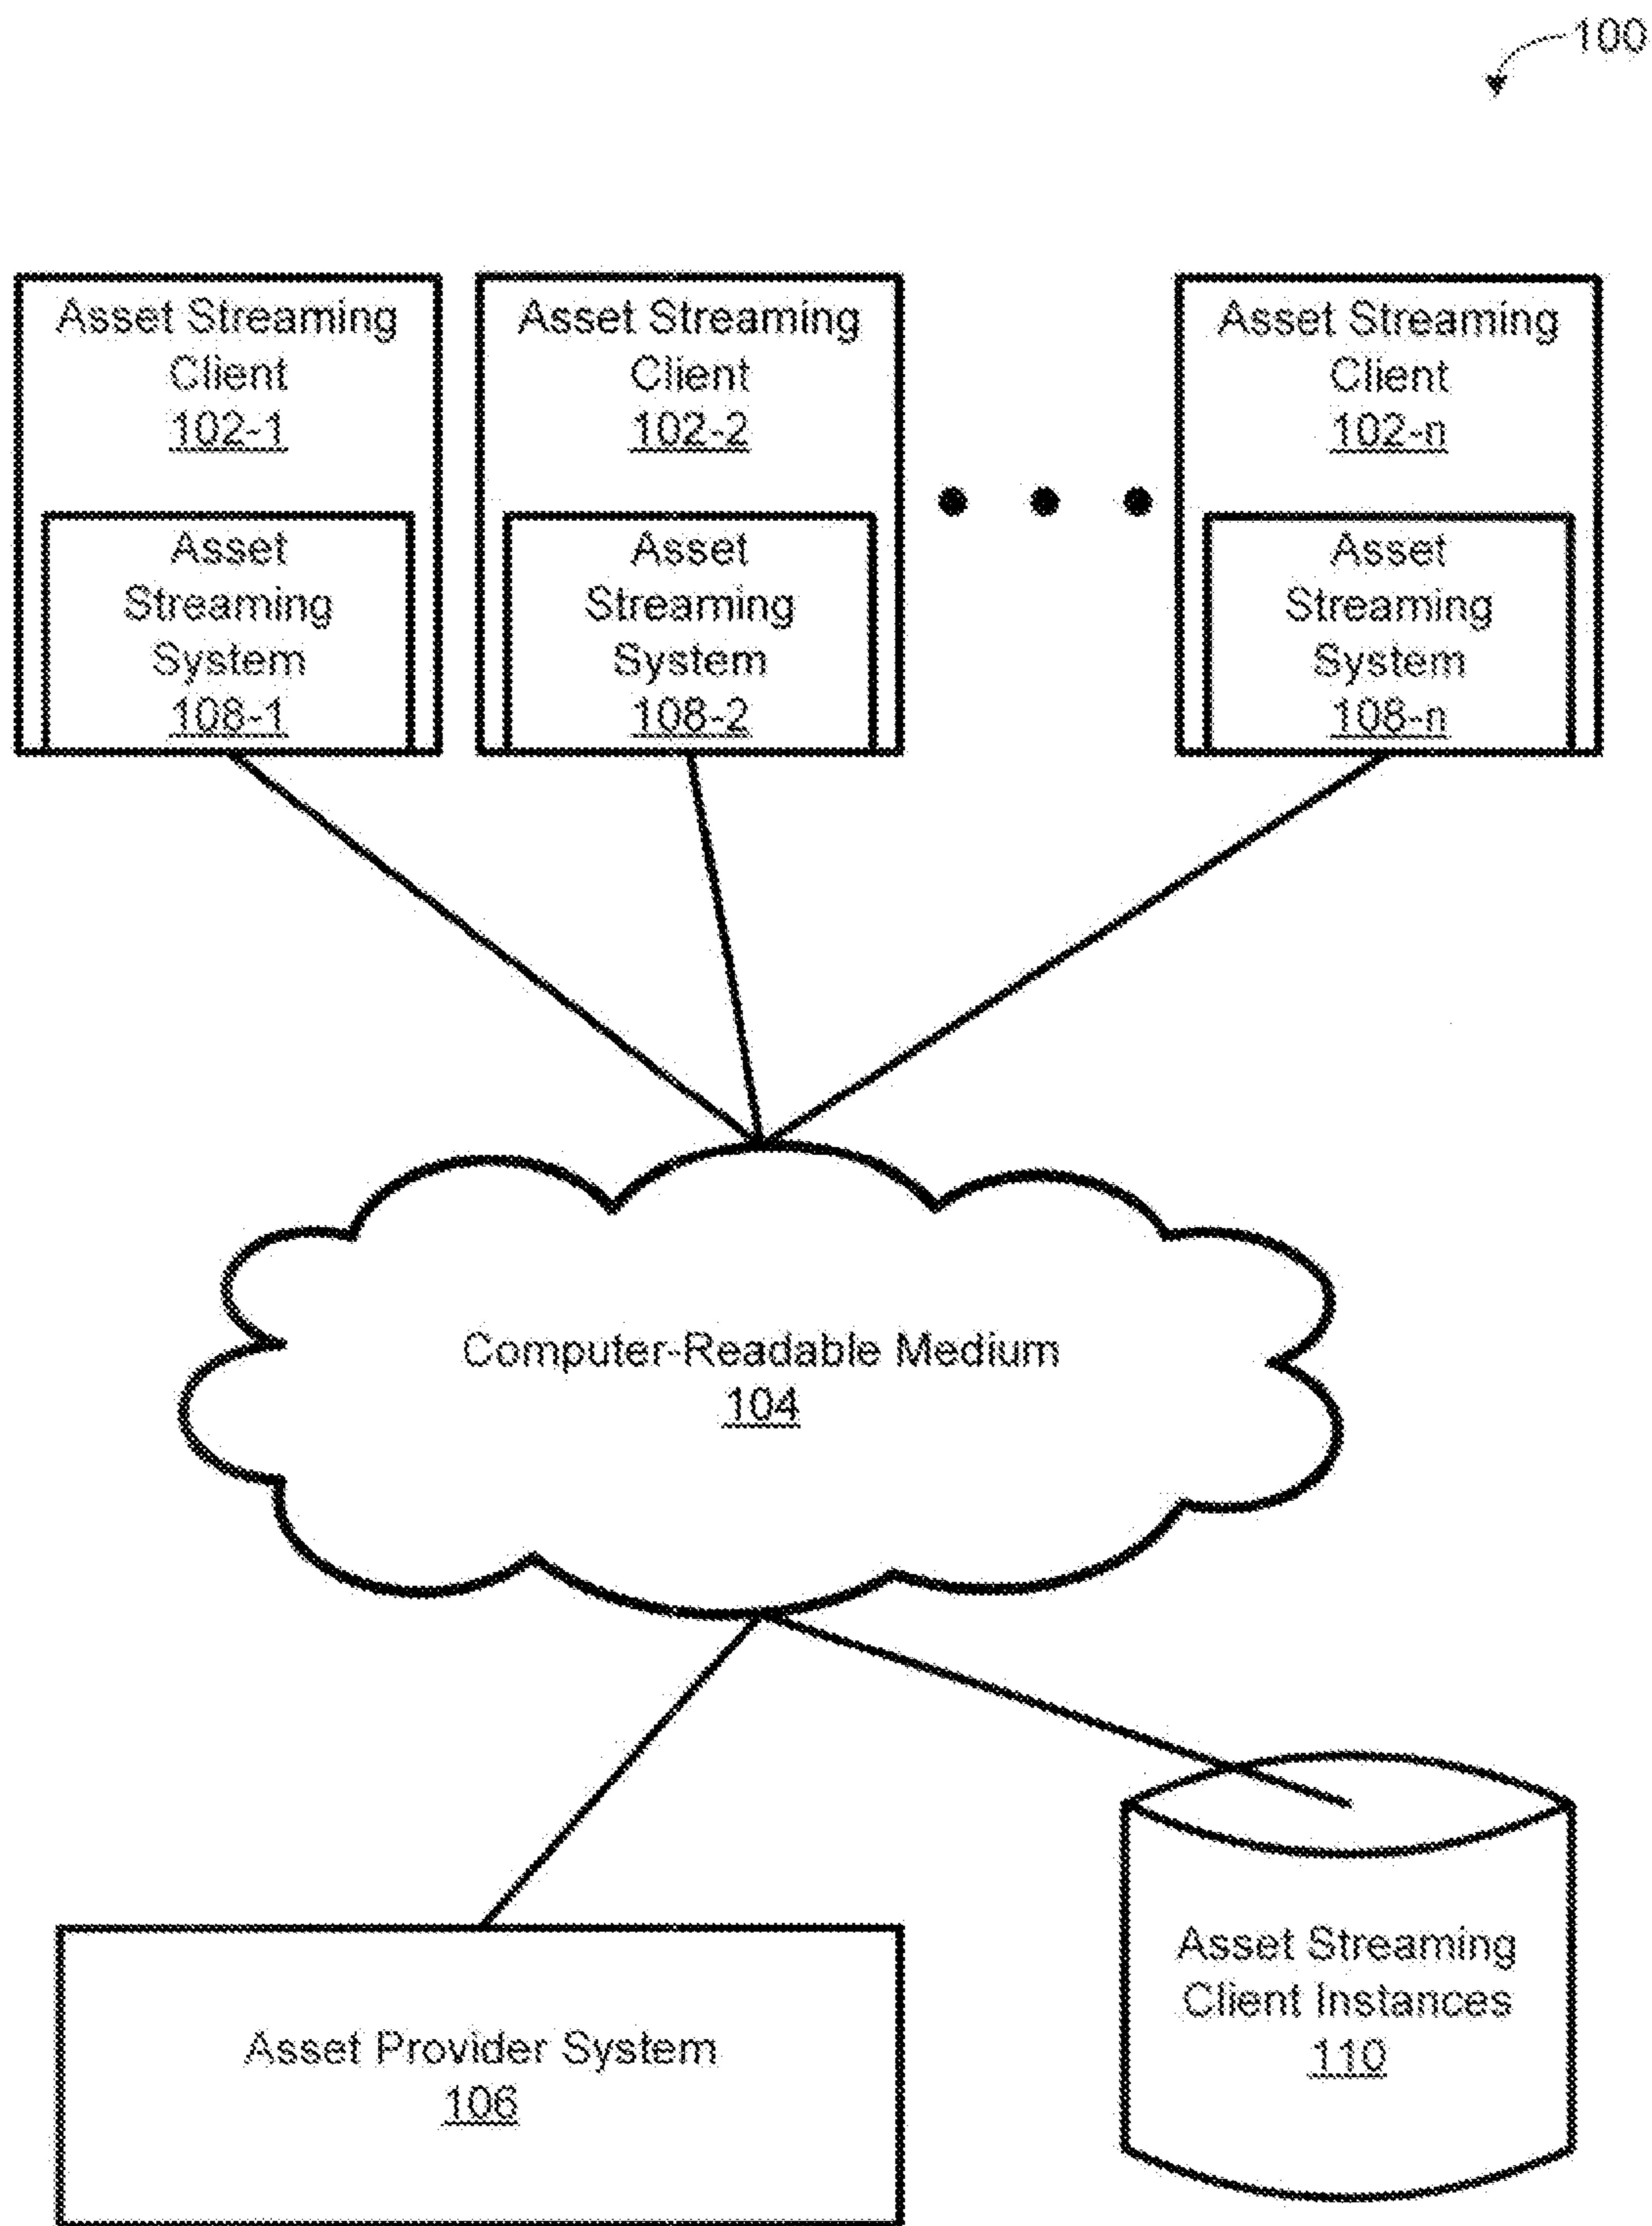 100
Asset Streaming
Client
102-1
Asset
Streaming
System
108-1
Asset Streaming
Client
102-2
Asset
Streaming
System
108-2
Asset Streaming
Client
102-n
Asset
Streaming
System
108-n
Computer-Readable Medium
104
Asset Provider System
106
Asset Streaming
Client Instances
110